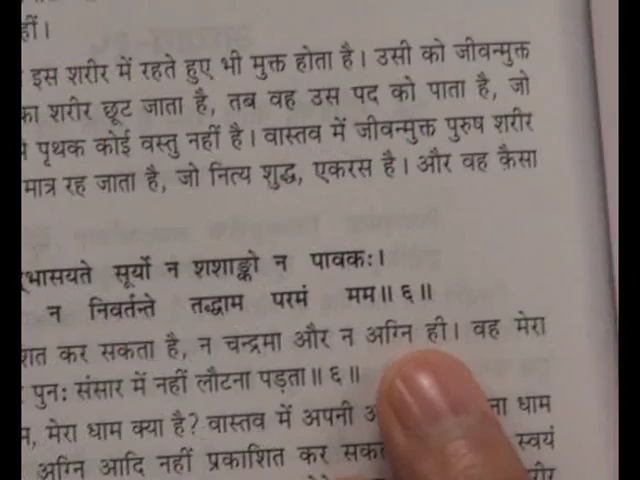 हीं।
इस शरीर में रहते हुए भी मुक्त होता है। उसी को जीवन्मुक्त
का शरीर छूट जाता है, तब वह उस पद को पाता है, जो
पृथक कोई वस्तु नहीं है। वास्तव में जीवन्मुक्त पुरुष शरीर
मात्र रह जाता है, जो नित्य शुद्ध, एकरस है। और वह कैसा
भासयते सूर्यो न शशाङ्को न पावकः।
न निवर्तन्ते तद्धाम परमं मम॥६॥
शत कर सकता है, न चन्द्रमा और न अग्नि ही। वह मेरा
पुनः संसार में नहीं लौटना पड़ता॥६॥
मेरा धाम क्या है? वास्तव में अपनी ना धाम
अग्नि आदि नहीं प्रकाशित कर सक स्वयं